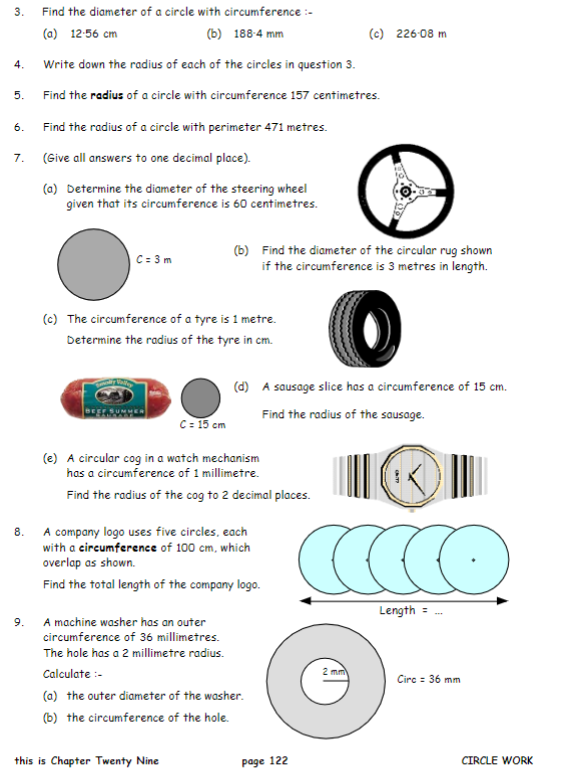 3. Find the diameter of a circle with circumference :-
(a) 12·56 cm (b) 188·4 mm (c) 226·08 m
4. Write down the radius of each of the circles in question 3.
5. Find the radius of a circle with circumference 157 centimetres.
6. Find the radius of a circle with perimeter 471 metres.
7. (Give all answers to one decimal place).
(a) Determine the diameter of the steering wheel
given that its circumference is 60 centimetres.
C = 3 m
(b) Find the diameter of the circular rug shown
if the circumference is 3 metres in length.
(c) The circumference of a tyre is 1 metre.
Determine the radius of the tyre in cm.
BEEF SUMMER
SAUSAGE
C = 15 cm
(d) A sausage slice has a circumference of 15 cm.
Find the radius of the sausage.
(e) A circular cog in a watch mechanism
has a circumference of 1 millimetre.
Find the radius of the cog to 2 decimal places.
8. A company logo uses five circles, each
with a circumference of 100 cm, which
overlap as shown.
Find the total length of the company logo.
Length = ...
9. A machine washer has an outer
circumference of 36 millimetres.
The hole has a 2 millimetre radius.
Calculate :-
(a) the outer diameter of the washer.
(b) the circumference of the hole.
2 mm
Circ = 36 mm
this is Chapter Twenty Nine page 122 CIRCLE WORK